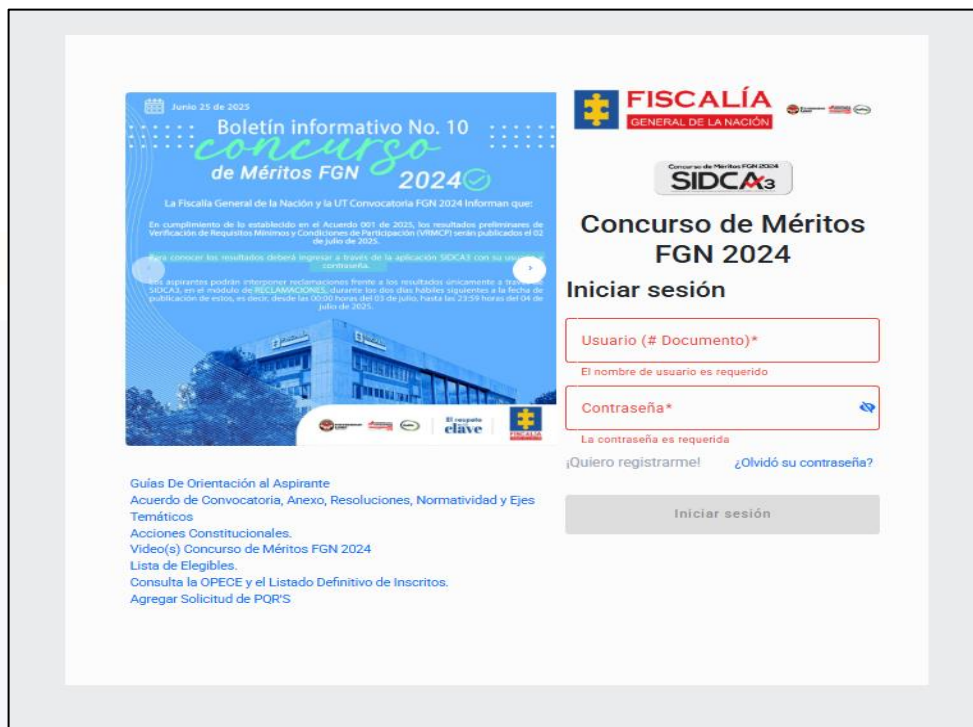 Junio 25 de 2025
Boletín informativo No. 10
concurso
de Méritos FGN
2024
La Fiscalía General de la Nación y la UT Convocatoria FGN 2024 Informan que:
En cumplimiento de lo establecido en el Acuerdo 001 de 2025, los resultados preliminares de
Verificación de Requisitos Mínimos y Condiciones de Participación (VRMCP) serán publicados el 02
de julio de 2025.
Para conocer los resultados deberá ingresar a través de la aplicación SIDCA3 con su usuario y
contraseña.
Los aspirantes podrán interponer reclamaciones frente a los resultados únicamente a través de
SIDCA3, en el módulo de RECLAMACIONES, durante los dos días hábiles siguientes a la fecha de
publicación de estos, es decir, desde las 00:00 horas del 03 de julio, hasta las 23:59 horas del 04 de
julio de 2025.
El respeto
clave
FISCALÍA
Guías De Orientación al Aspirante
Acuerdo de Convocatoria, Anexo, Resoluciones, Normatividad y Ejes
Temáticos
Acciones Constitucionales.
Video(s) Concurso de Méritos FGN 2024
Lista de Elegibles.
Consulta la OPECE y el Listado Definitivo de Inscritos.
Agregar Solicitud de PQR'S
FISCALÍA
GENERAL DE LA NACIÓN
Concurso de Méritos FGN 2024
SIDCA3
Concurso de Méritos
FGN 2024
Iniciar sesión
Usuario (# Documento)*
El nombre de usuario es requerido
Contraseña*
La contraseña es requerida
¡Quiero registrarme! ¿Olvidó su contraseña?
Iniciar sesión